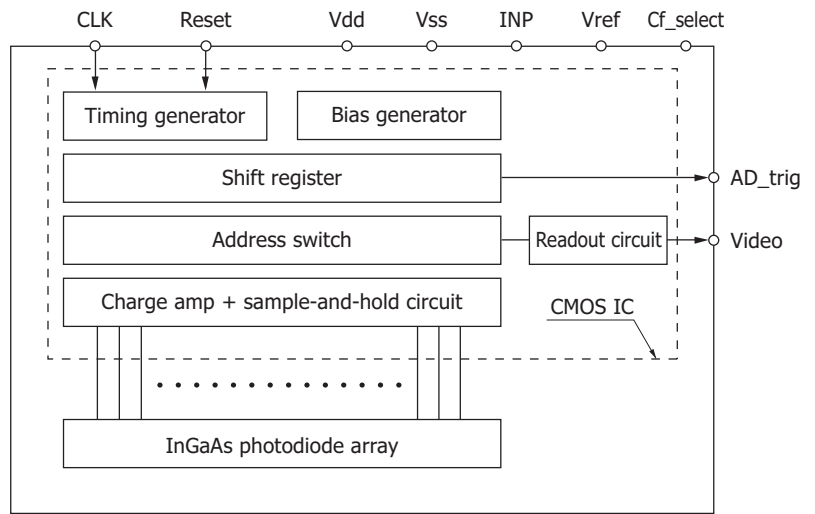 CLK Reset Vdd Vss INP Vref Cf_select
Timing generator Bias generator
Shift register AD_trig
Address switch Readout circuit Video
Charge amp + sample-and-hold circuit CMOS IC
InGaAs photodiode array